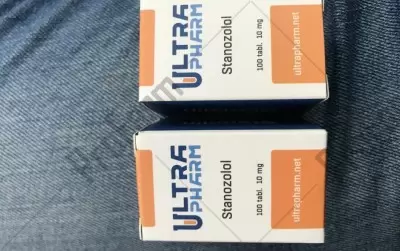 ULTRA
PHARM
Stanozolol
100 tabl. 10 mg
ultrapharm.net
ULTRA
PHARM
Stanozolol
100 tabl. 10 mg
ultrapharm.net